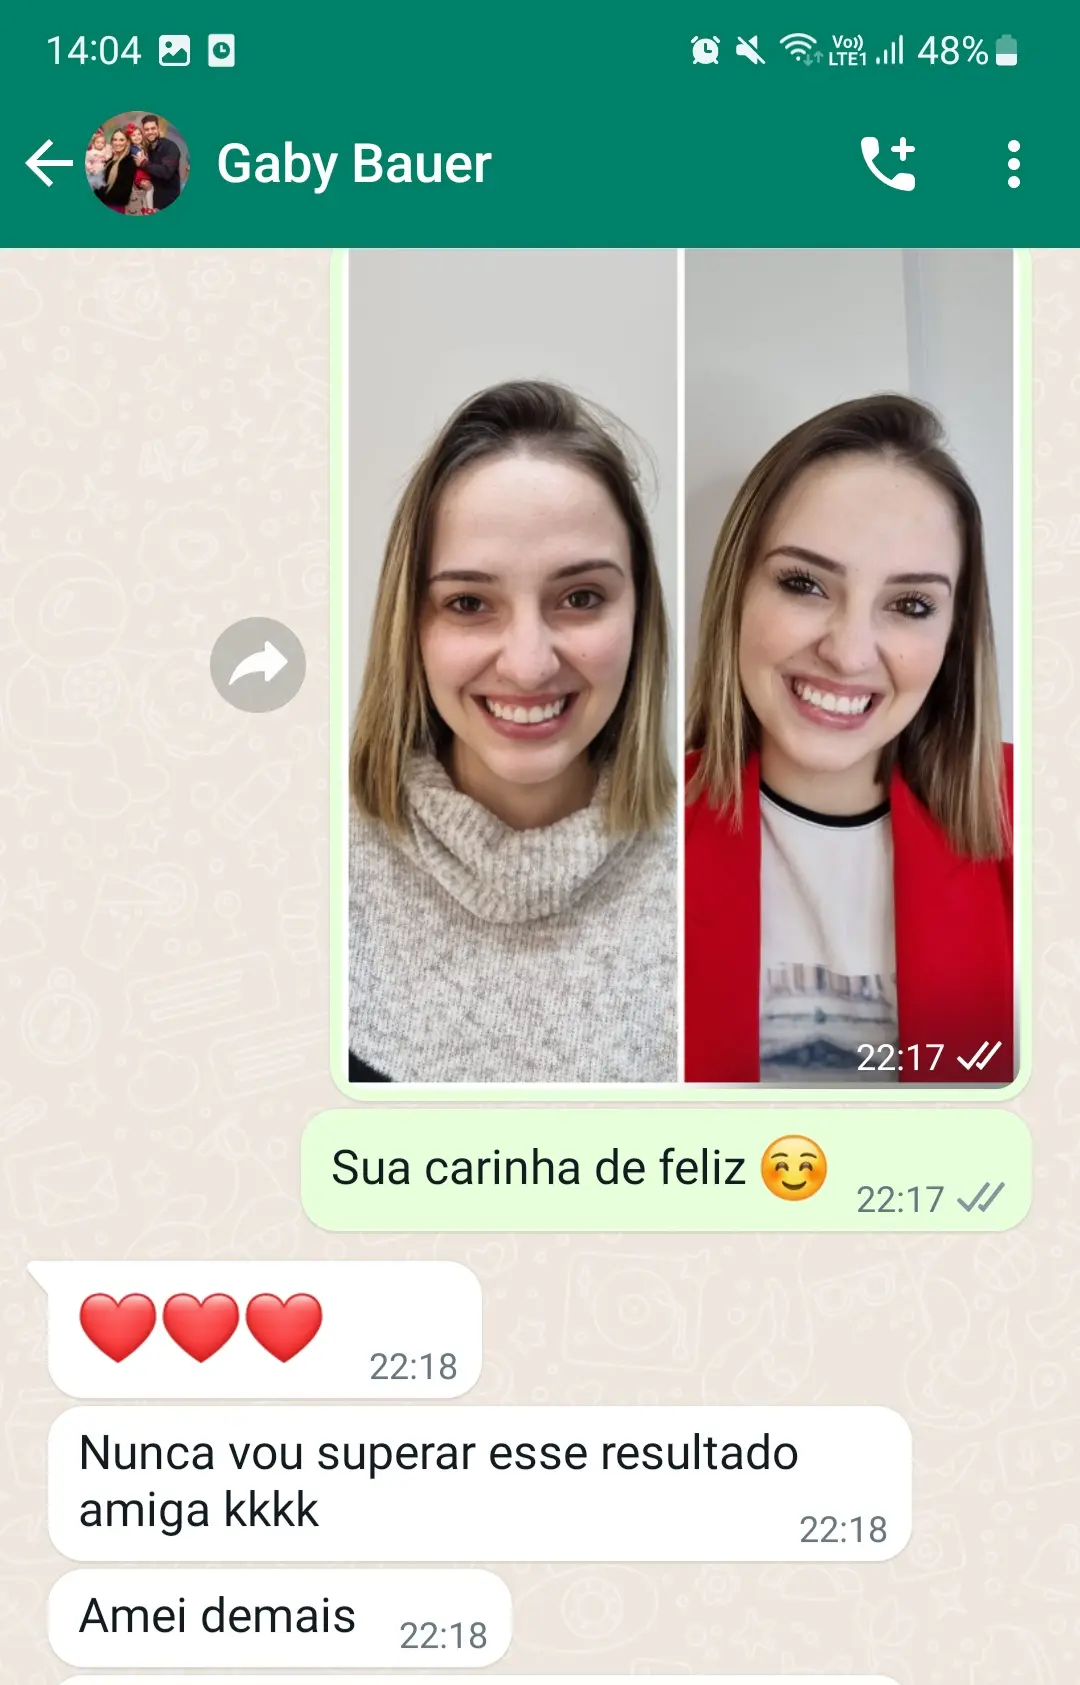 14:04
Vo))
LTE1
48%
Gaby Bauer
22:17
Sua carinha de feliz ☺️
22:17
❤️❤️❤️
22:18
Nunca vou superar esse resultado
amiga kkkk
22:18
Amei demais
22:18